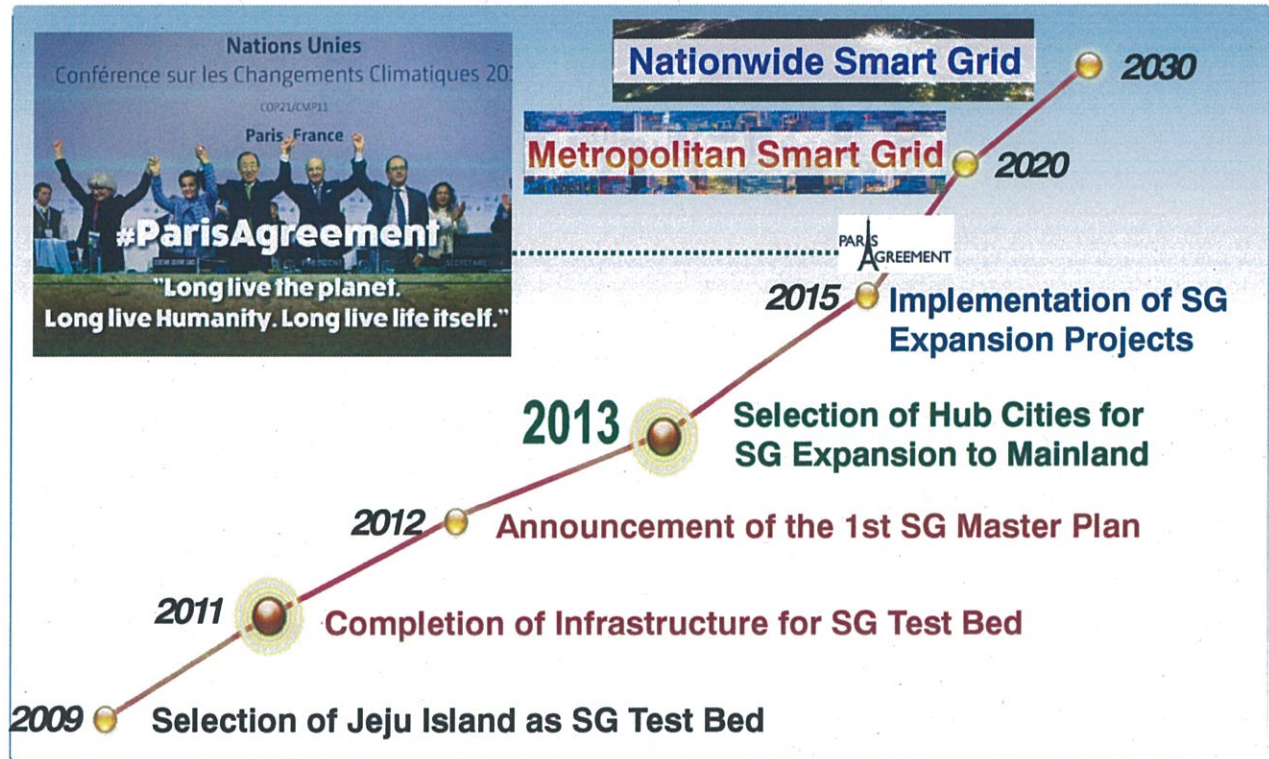 Nations Unies
Conférence sur les Changements Climatiques 20
COP21/CMP11
Paris, France
#ParisAgreement
"Long live the planet.
Long live Humanity. Long live life itself."
Nationwide Smart Grid
2030
Metropolitan Smart Grid
2020
PARIS
AGREEMENT
2015
Implementation of SG
Expansion Projects
2013
Selection of Hub Cities for
SG Expansion to Mainland
2012
Announcement of the 1st SG Master Plan
2011
Completion of Infrastructure for SG Test Bed
2009
Selection of Jeju Island as SG Test Bed